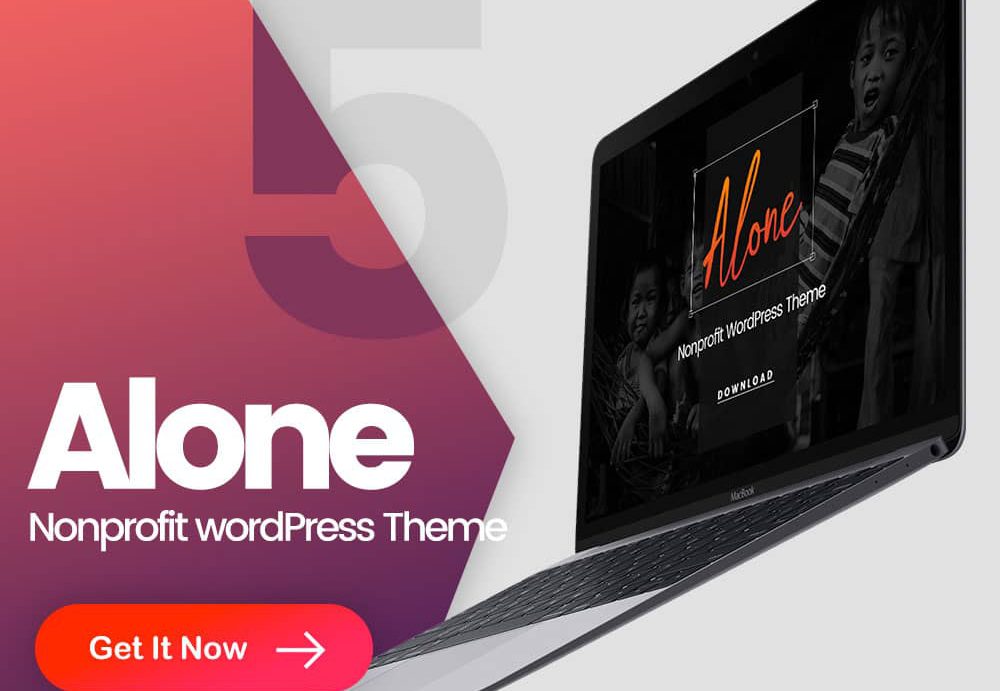 5
Alone
Nonprofit wordPress Theme
Get It Now
Alone
Nonprofit WordPress Theme
DOWNLOAD
MacBook